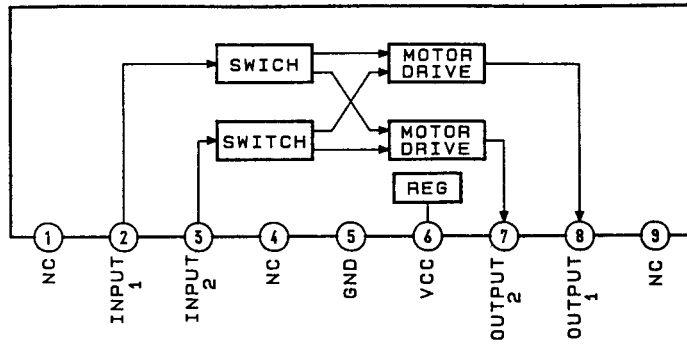 SWICH
MOTOR
DRIVE
SWITCH
MOTOR
DRIVE
REG
1
2
3
4
5
6
7
8
9
NC
INPUT
1
INPUT
2
NC
GND
VCC
OUTPUT
2
OUTPUT
1
NC